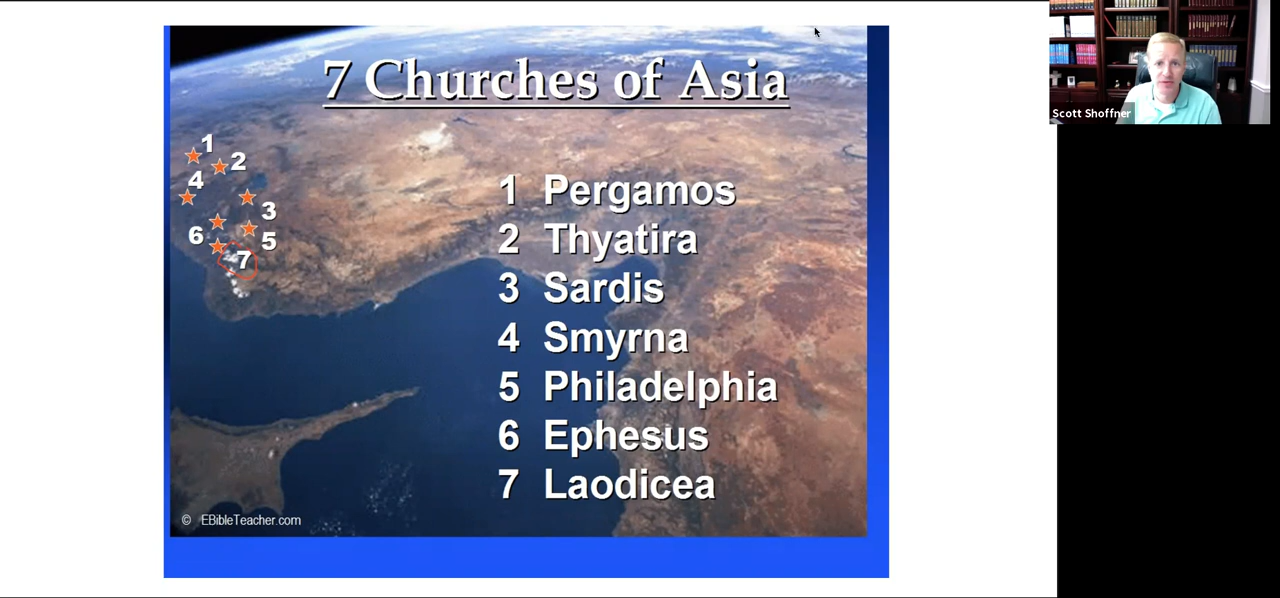 7 Churches of Asia
Scott Shoffner
1
2
4
3
6
5
7
1 Pergamos
2 Thyatira
3 Sardis
4 Smyrna
5 Philadelphia
6 Ephesus
7 Laodicea
© EBibleTeacher.com